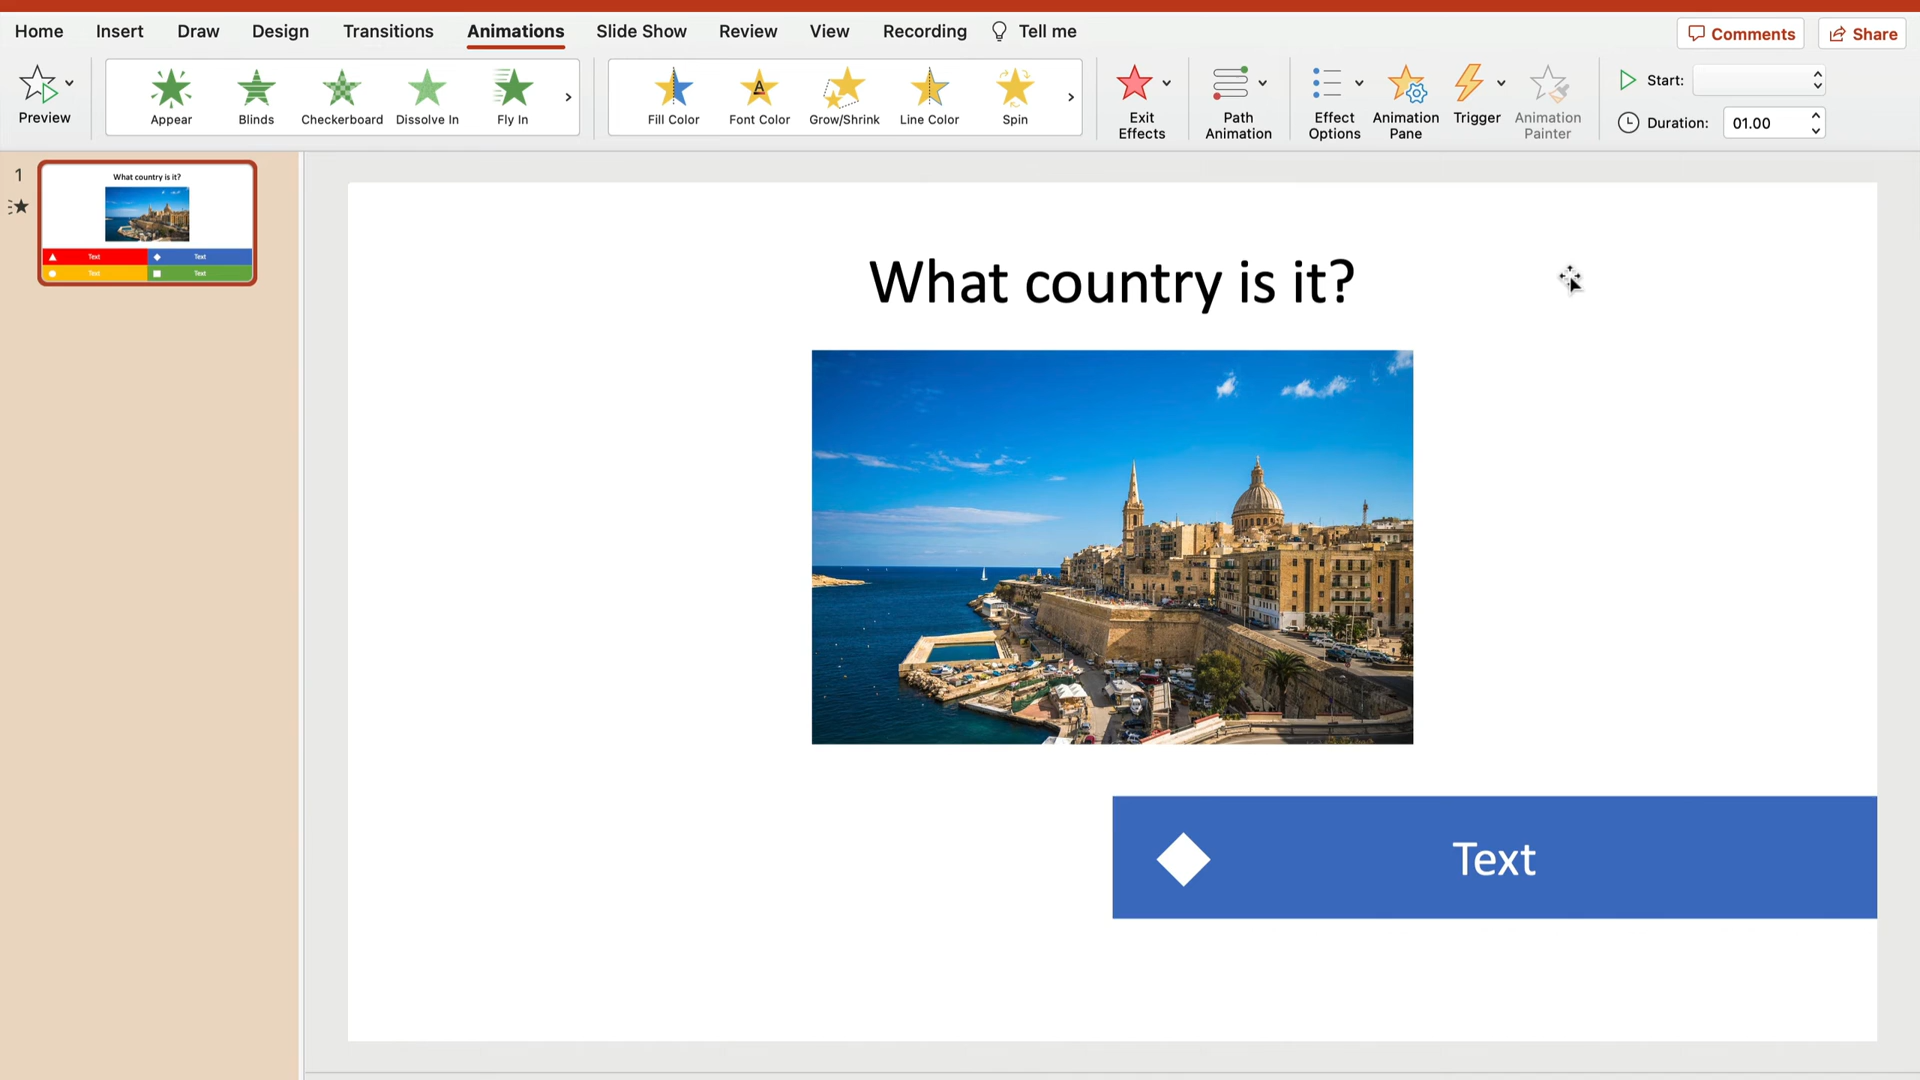 Home Insert Draw Design Transitions Animations Slide Show Review View Recording Tell me Comments Share
Preview
Appear Blinds Checkerboard Dissolve In Fly In
Fill Color Font Color Grow/Shrink Line Color Spin
Exit
Effects
Path
Animation
Effect
Options
Animation
Pane
Trigger
Animation
Painter
Start:
Duration: 01.00
1
What country is it?
Text Text
Text Text
What country is it?
Text